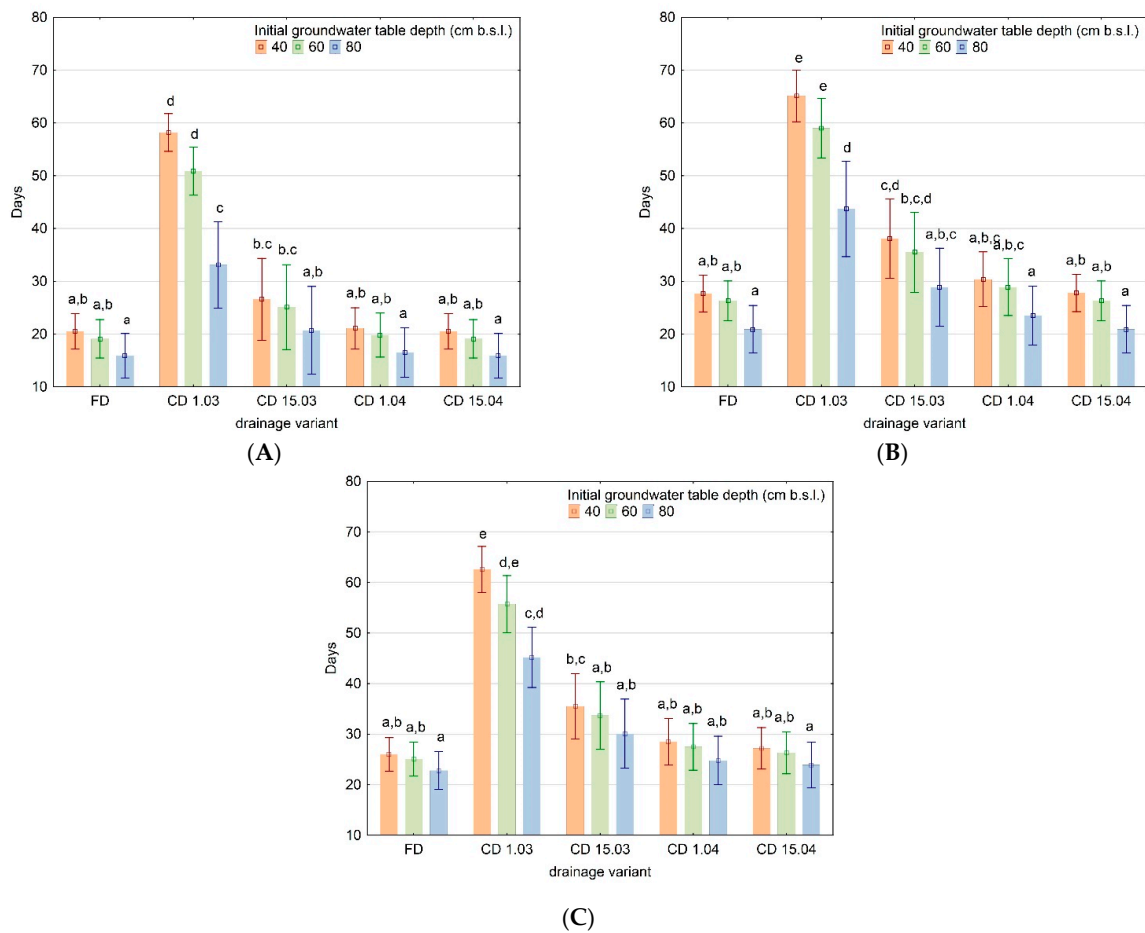 Initial groundwater table depth (cm b.s.l.)
40 60 80
80
70
60
50
40
30
20
10
Days
d
d
c
b.c
b.c
a,b
a,b
a,b
a
a,b
a,b
a
a,b
a,b
a
FD CD 1.03 CD 15.03 CD 1.04 CD 15.04
drainage variant
(A)
Initial groundwater table depth (cm b.s.l.)
40 60 80
80
70
60
50
40
30
20
10
Days
e
e
d
c,d
b,c,d
a,b,c
a,b
a,b
a
a,b,c
a,b,c
a
a,b
a,b
a
FD CD 1.03 CD 15.03 CD 1.04 CD 15.04
drainage variant
(B)
Initial groundwater table depth (cm b.s.l.)
40 60 80
80
70
60
50
40
30
20
10
Days
e
d,e
c,d
b,c
a,b
a,b
a,b
a,b
a
a,b
a,b
a,b
a,b
a,b
a
FD CD 1.03 CD 15.03 CD 1.04 CD 15.04
drainage variant
(C)